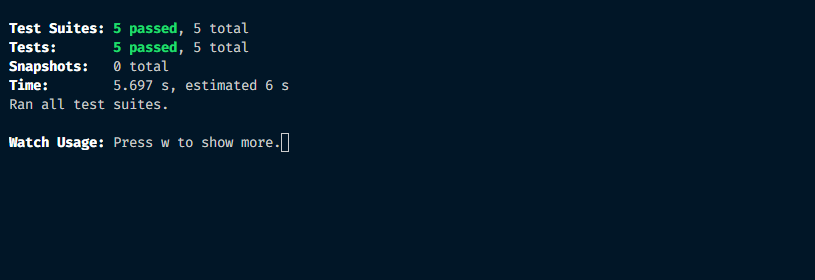 Test Suites: 5 passed, 5 total
Tests: 5 passed, 5 total
Snapshots: 0 total
Time: 5.697 s, estimated 6 s
Ran all test suites.
Watch Usage: Press w to show more.